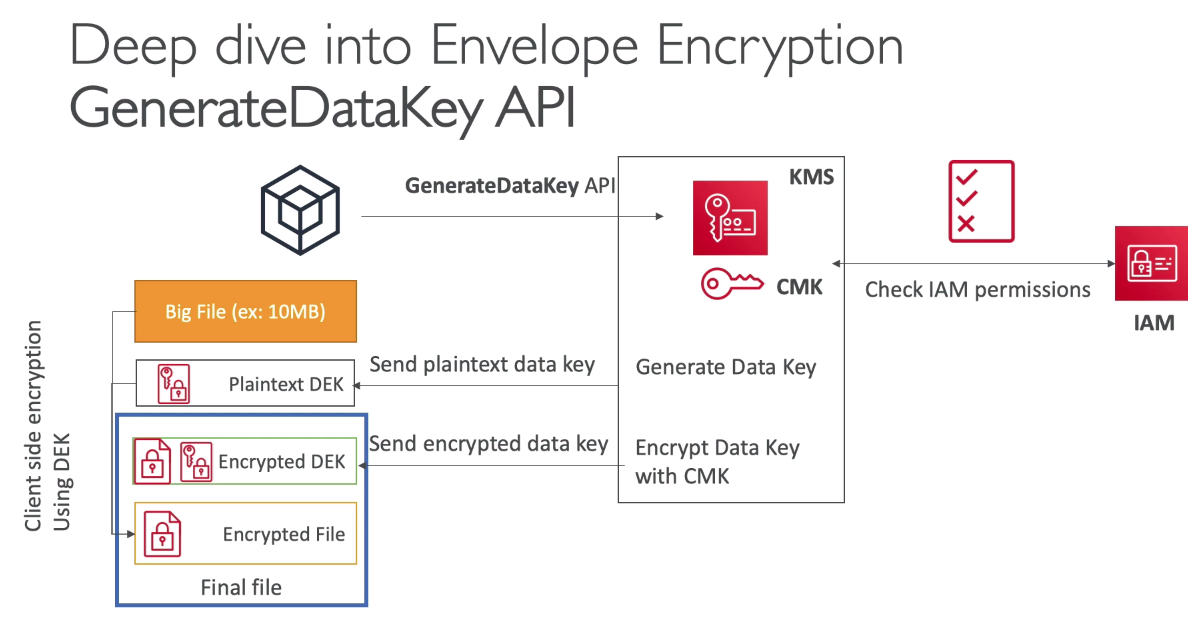 Deep dive into Envelope Encryption
GenerateDataKey API
GenerateDataKey API
KMS
CMK
Check IAM permissions
IAM
Big File (ex: 10MB)
Client side encryption
Using DEK
Plaintext DEK
Send plaintext data key
Generate Data Key
Encrypted DEK
Send encrypted data key
Encrypt Data Key
with CMK
Encrypted File
Final file